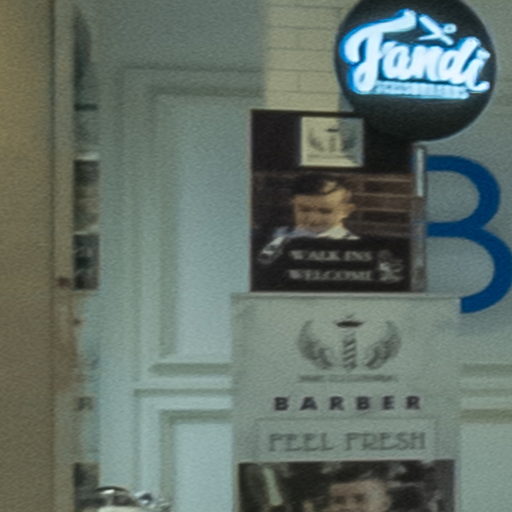 Fandi
B
WALK INS
WELCOME
BARBER
FEEL FRESH